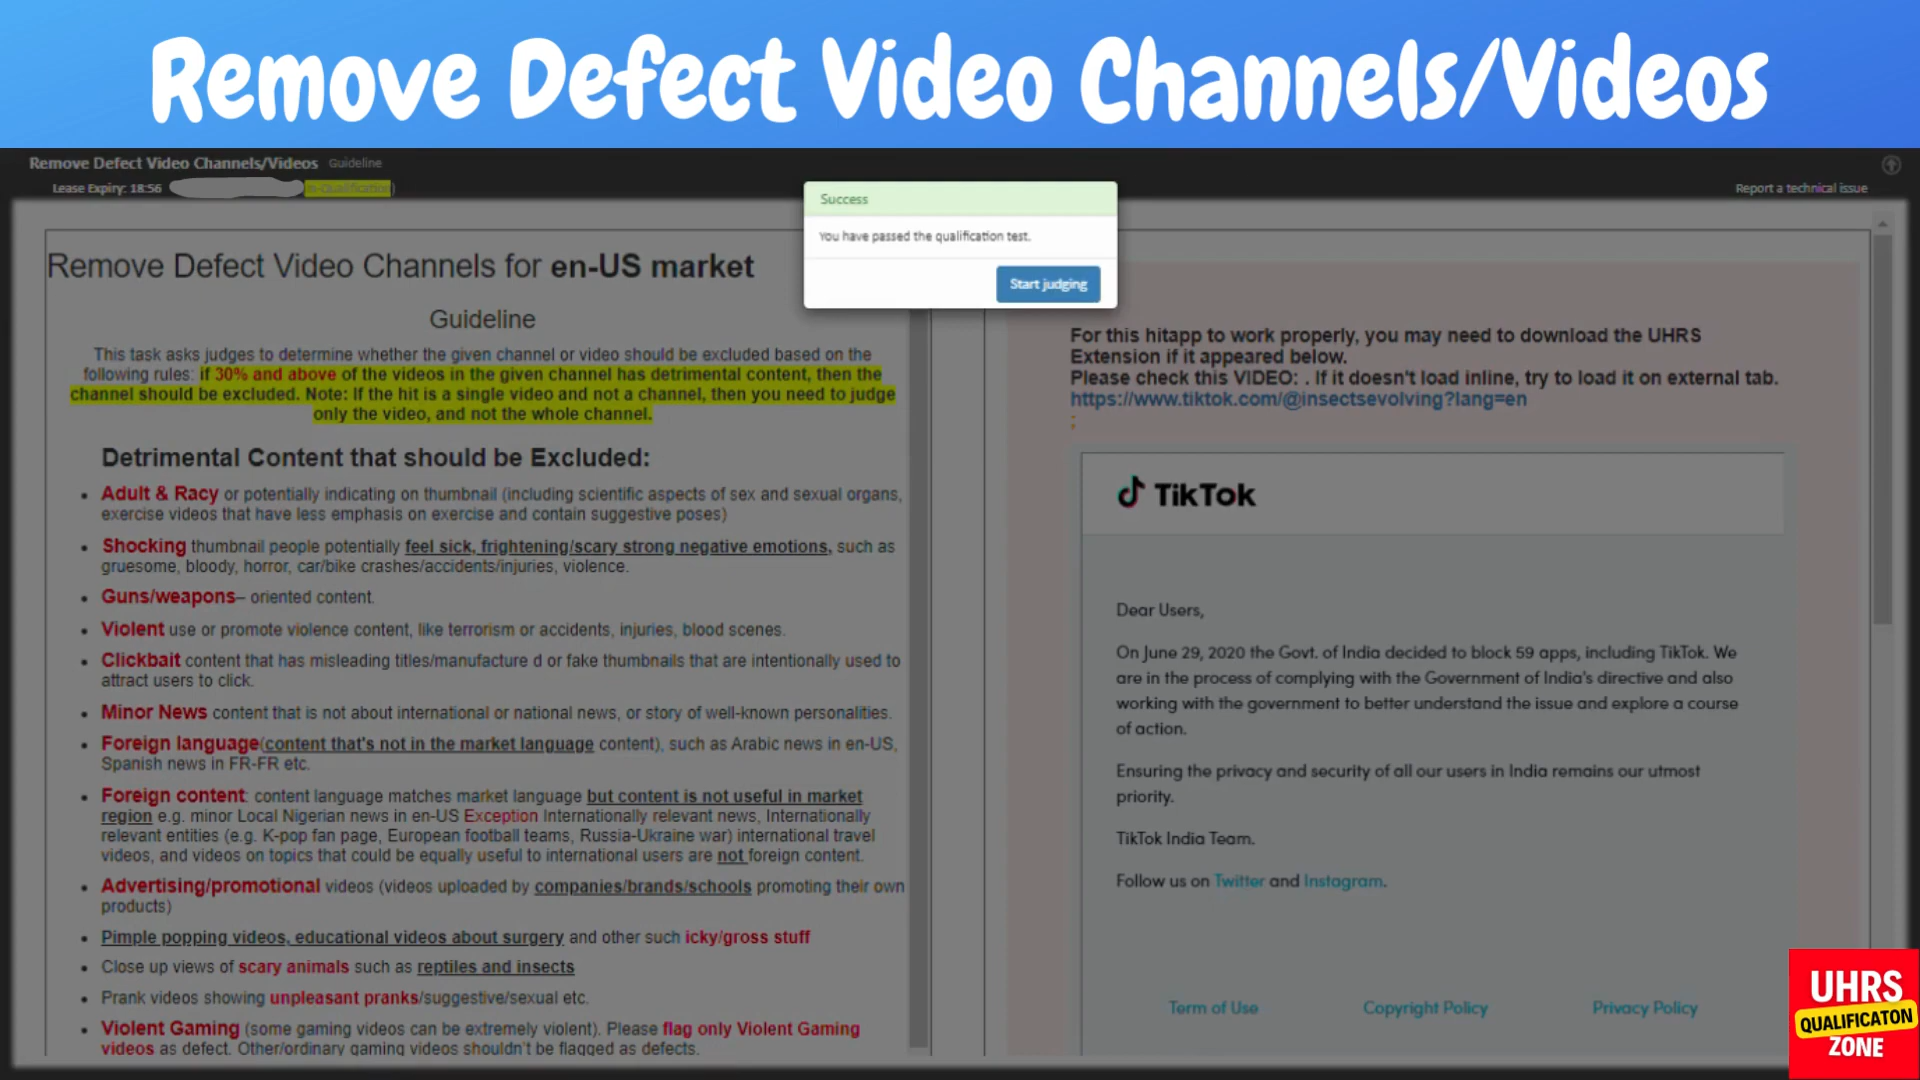 Remove Defect Video Channels/Videos
Remove Defect Video Channels/Videos Guideline
Lease Expiry: 18:56 In-Qualification)
Report a technical issue
Success
You have passed the qualification test.
Start judging
Remove Defect Video Channels for en-US market
Guideline
This task asks judges to determine whether the given channel or video should be excluded based on the
following rules: if 30% and above of the videos in the given channel has detrimental content, then the
channel should be excluded. Note: If the hit is a single video and not a channel, then you need to judge
only the video, and not the whole channel.
Detrimental Content that should be Excluded:
• Adult & Racy or potentially indicating on thumbnail (including scientific aspects of sex and sexual organs,
exercise videos that have less emphasis on exercise and contain suggestive poses)
• Shocking thumbnail people potentially feel sick, frightening/scary strong negative emotions, such as
gruesome, bloody, horror, car/bike crashes/accidents/injuries, violence.
• Guns/weapons– oriented content.
• Violent use or promote violence content, like terrorism or accidents, injuries, blood scenes.
• Clickbait content that has misleading titles/manufacture d or fake thumbnails that are intentionally used to
attract users to click.
• Minor News content that is not about international or national news, or story of well-known personalities.
• Foreign language(content that's not in the market language content), such as Arabic news in en-US,
Spanish news in FR-FR etc.
• Foreign content: content language matches market language but content is not useful in market
region e.g. minor Local Nigerian news in en-US Exception Internationally relevant news, Internationally
relevant entities (e.g. K-pop fan page, European football teams, Russia-Ukraine war) international travel
videos, and videos on topics that could be equally useful to international users are not foreign content.
• Advertising/promotional videos (videos uploaded by companies/brands/schools promoting their own
products)
• Pimple popping videos, educational videos about surgery and other such icky/gross stuff
• Close up views of scary animals such as reptiles and insects
• Prank videos showing unpleasant pranks/suggestive/sexual etc.
• Violent Gaming (some gaming videos can be extremely violent). Please flag only Violent Gaming
videos as defect. Other/ordinary gaming videos shouldn't be flagged as defects.
For this hitapp to work properly, you may need to download the UHRS
Extension if it appeared below.
Please check this VIDEO: . If it doesn't load inline, try to load it on external tab.
https://www.tiktok.com/@insectsevolving?lang=en
;
TikTok
Dear Users,
On June 29, 2020 the Govt. of India decided to block 59 apps, including TikTok. We
are in the process of complying with the Government of India's directive and also
working with the government to better understand the issue and explore a course
of action.
Ensuring the privacy and security of all our users in India remains our utmost
priority.
TikTok India Team.
Follow us on Twitter and Instagram.
Term of Use Copyright Policy Privacy Policy
UHRS
QUALIFICATON
ZONE